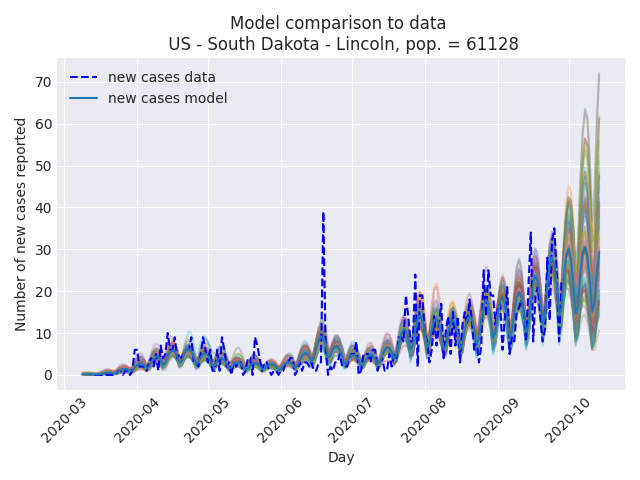 Model comparison to data
US - South Dakota - Lincoln, pop. = 61128
new cases data
new cases model
Number of new cases reported
70
60
50
40
30
20
10
0
2020-03
2020-04
2020-05
2020-06
2020-07
2020-08
2020-09
2020-10
Day